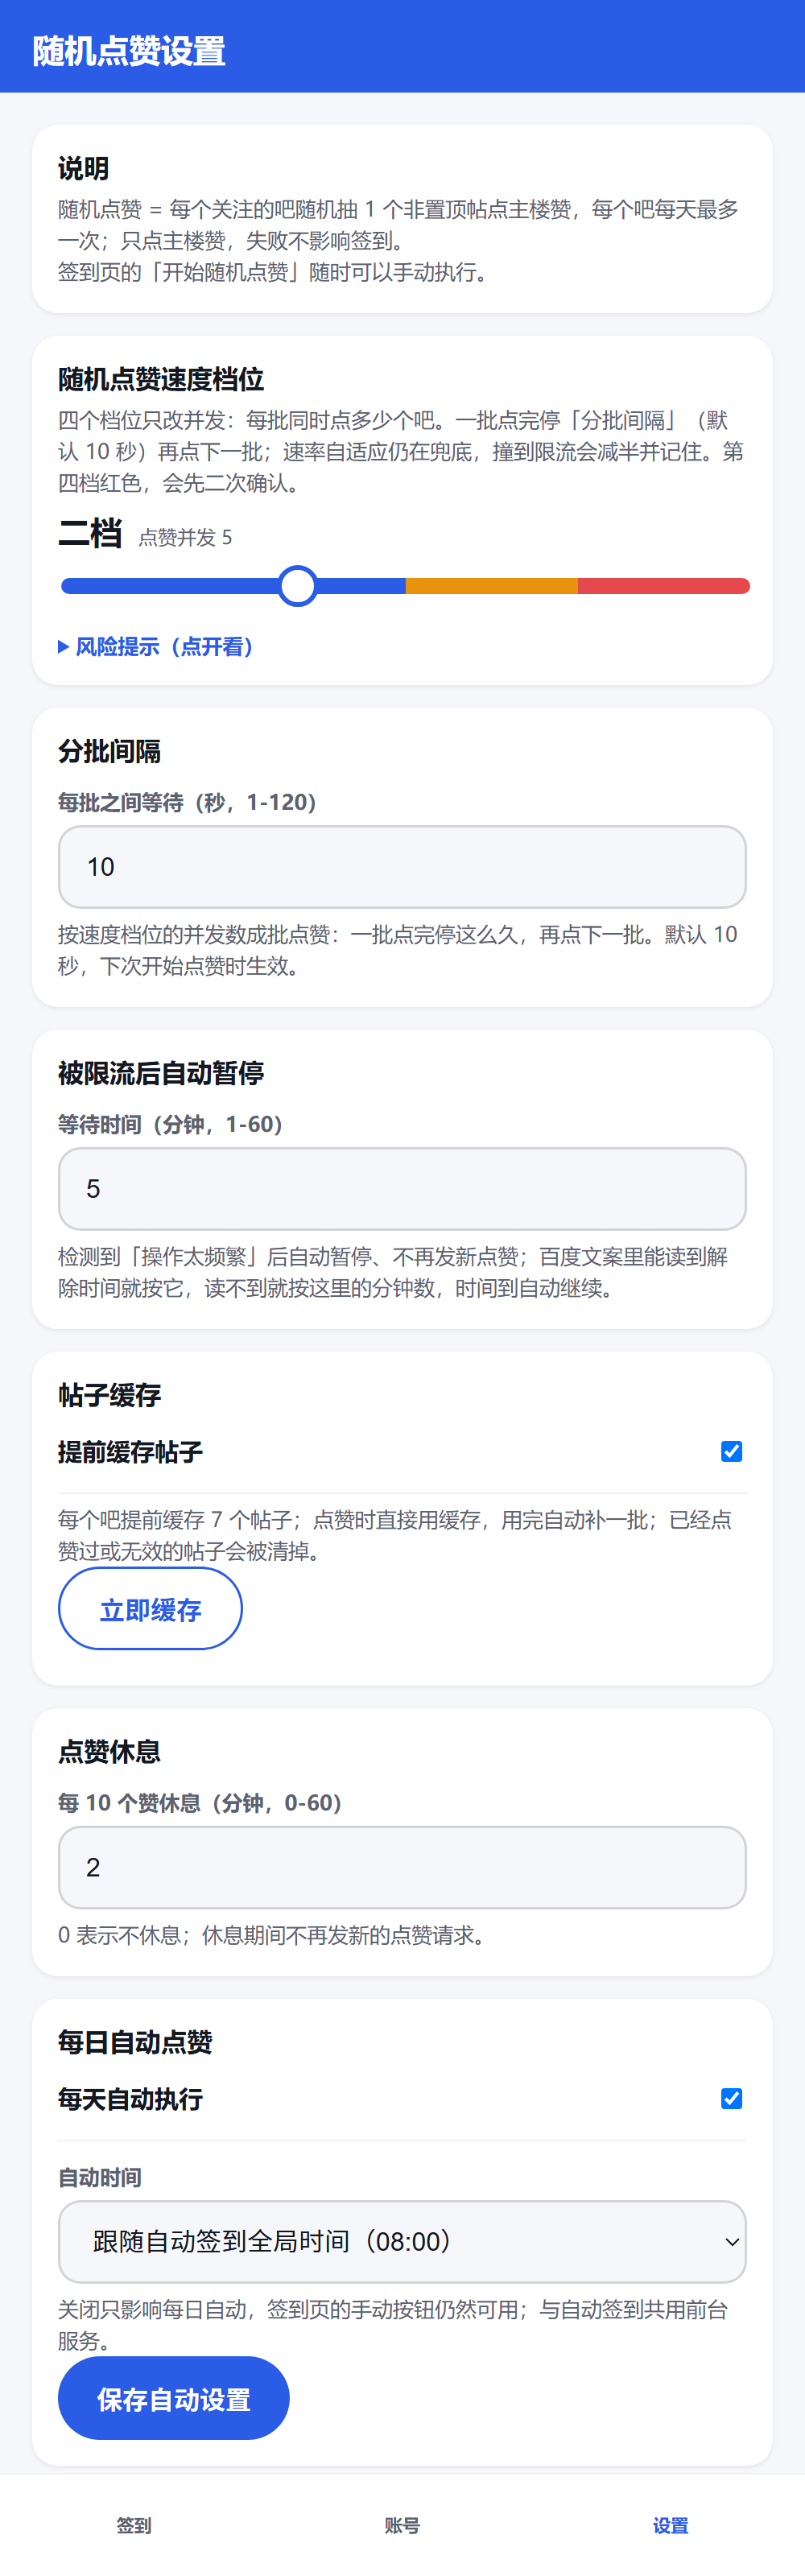 随机点赞设置
说明
随机点赞 = 每个关注的吧随机抽 1 个非置顶帖点主楼赞，每个吧每天最多
一次；只点主楼赞，失败不影响签到。
签到页的「开始随机点赞」随时可以手动执行。
随机点赞速度档位
四个档位只改并发：每批同时点多少个吧。一批点完停「分批间隔」（默
认 10 秒）再点下一批；速率自适应仍在兜底，撞到限流会减半并记住。第
四档红色，会先二次确认。
二档 点赞并发 5
风险提示（点开看）
分批间隔
每批之间等待（秒，1-120）
10
按速度档位的并发数成批点赞：一批点完停这么久，再点下一批。默认 10
秒，下次开始点赞时生效。
被限流后自动暂停
等待时间（分钟，1-60）
5
检测到「操作太频繁」后自动暂停、不再发新点赞；百度文案里能读到解
除时间就按它，读不到就按这里的分钟数，时间到自动继续。
帖子缓存
提前缓存帖子
每个吧提前缓存 7 个帖子；点赞时直接用缓存，用完自动补一批；已经点
赞过或无效的帖子会被清掉。
立即缓存
点赞休息
每 10 个赞休息（分钟，0-60）
2
0 表示不休息；休息期间不再发新的点赞请求。
每日自动点赞
每天自动执行
自动时间
跟随自动签到全局时间（08:00）
关闭只影响每日自动，签到页的手动按钮仍然可用；与自动签到共用前台
服务。
保存自动设置
签到 账号 设置